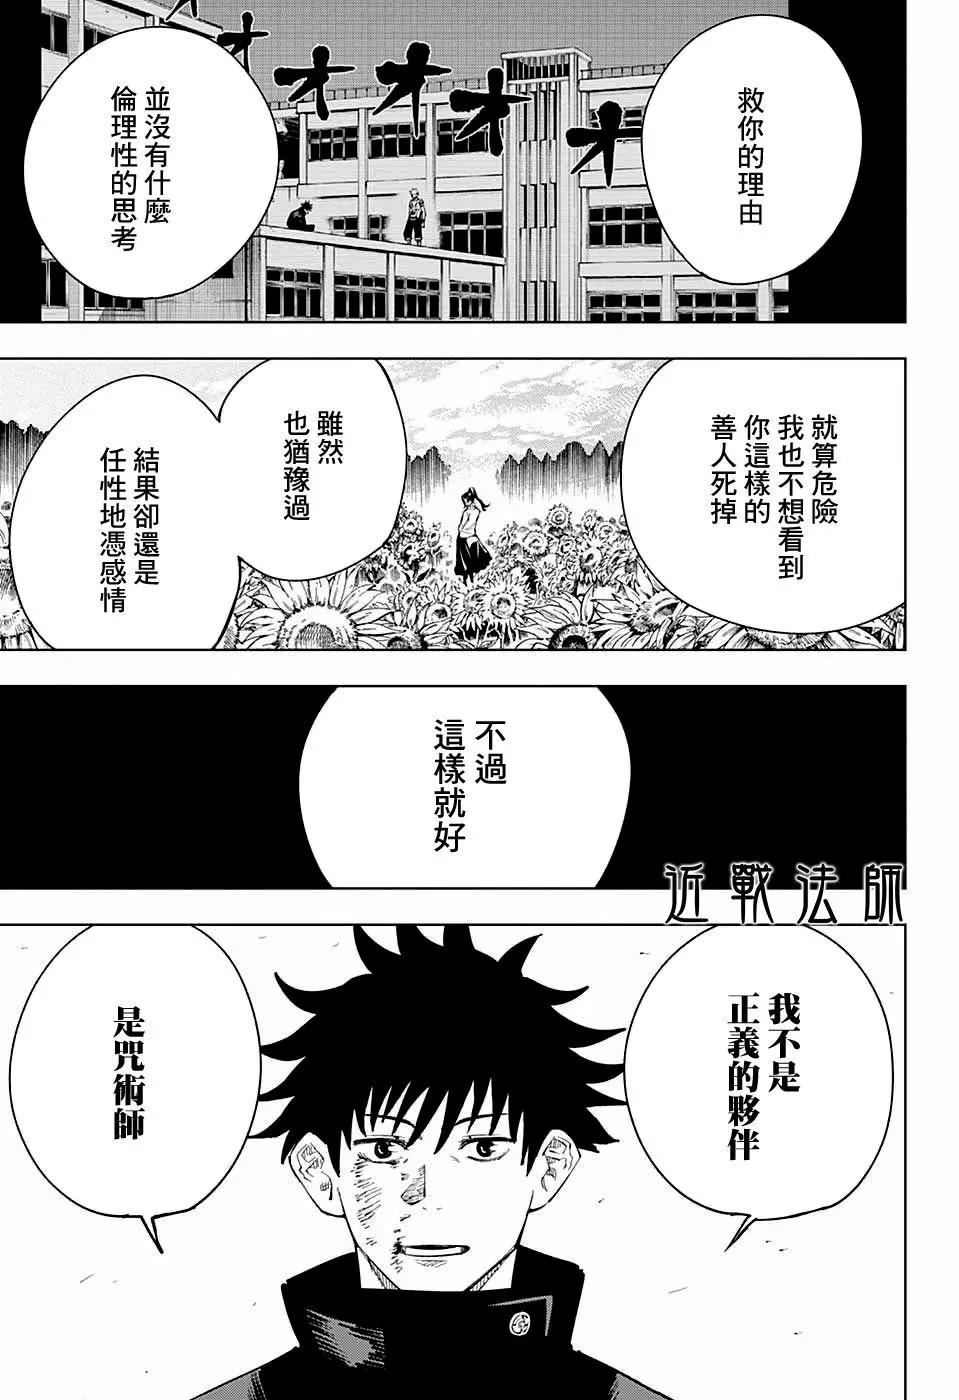 救你的理由
並沒有什麼
倫理性的思考
オオオオオオ
就算危險
我也不想看到
你這樣的
善人死掉
雖然
也猶豫過
結果卻還是
任性地憑感情
不過
這樣就好
近戰法師
我不是
正義的夥伴
是咒術師